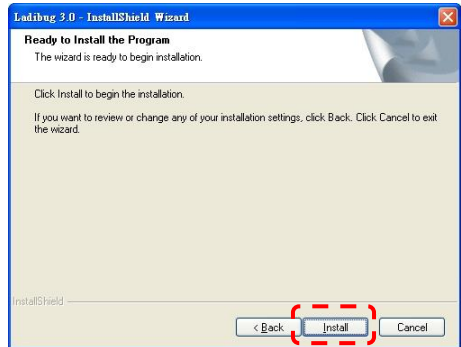 Ladibug 3.0 - InstallShield Wizard
Ready to Install the Program
The wizard is ready to begin installation.
Click Install to begin the installation.
If you want to review or change any of your installation settings, click Back. Click Cancel to exit
the wizard.
InstallShield
< Back Install Cancel